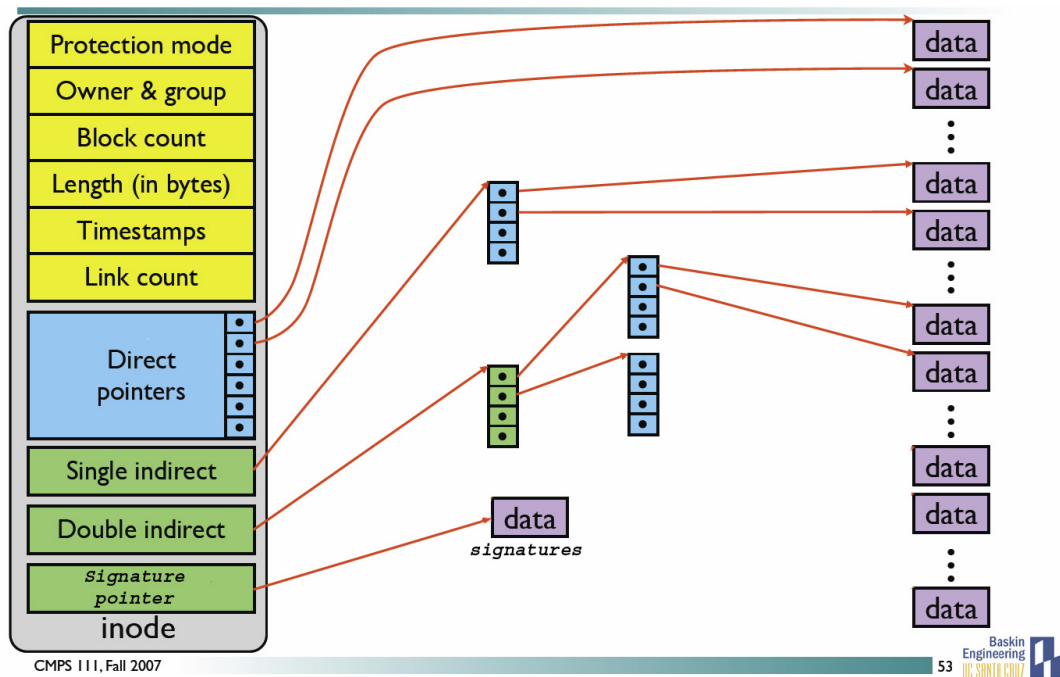 Protection mode
Owner & group
Block count
Length (in bytes)
Timestamps
Link count
Direct
pointers
Single indirect
Double indirect
Signature
pointer
inode
data
signatures
data
data
data
data
data
data
data
data
data
CMPS 111, Fall 2007
53
Baskin
Engineering
UC SANTA CRUZ